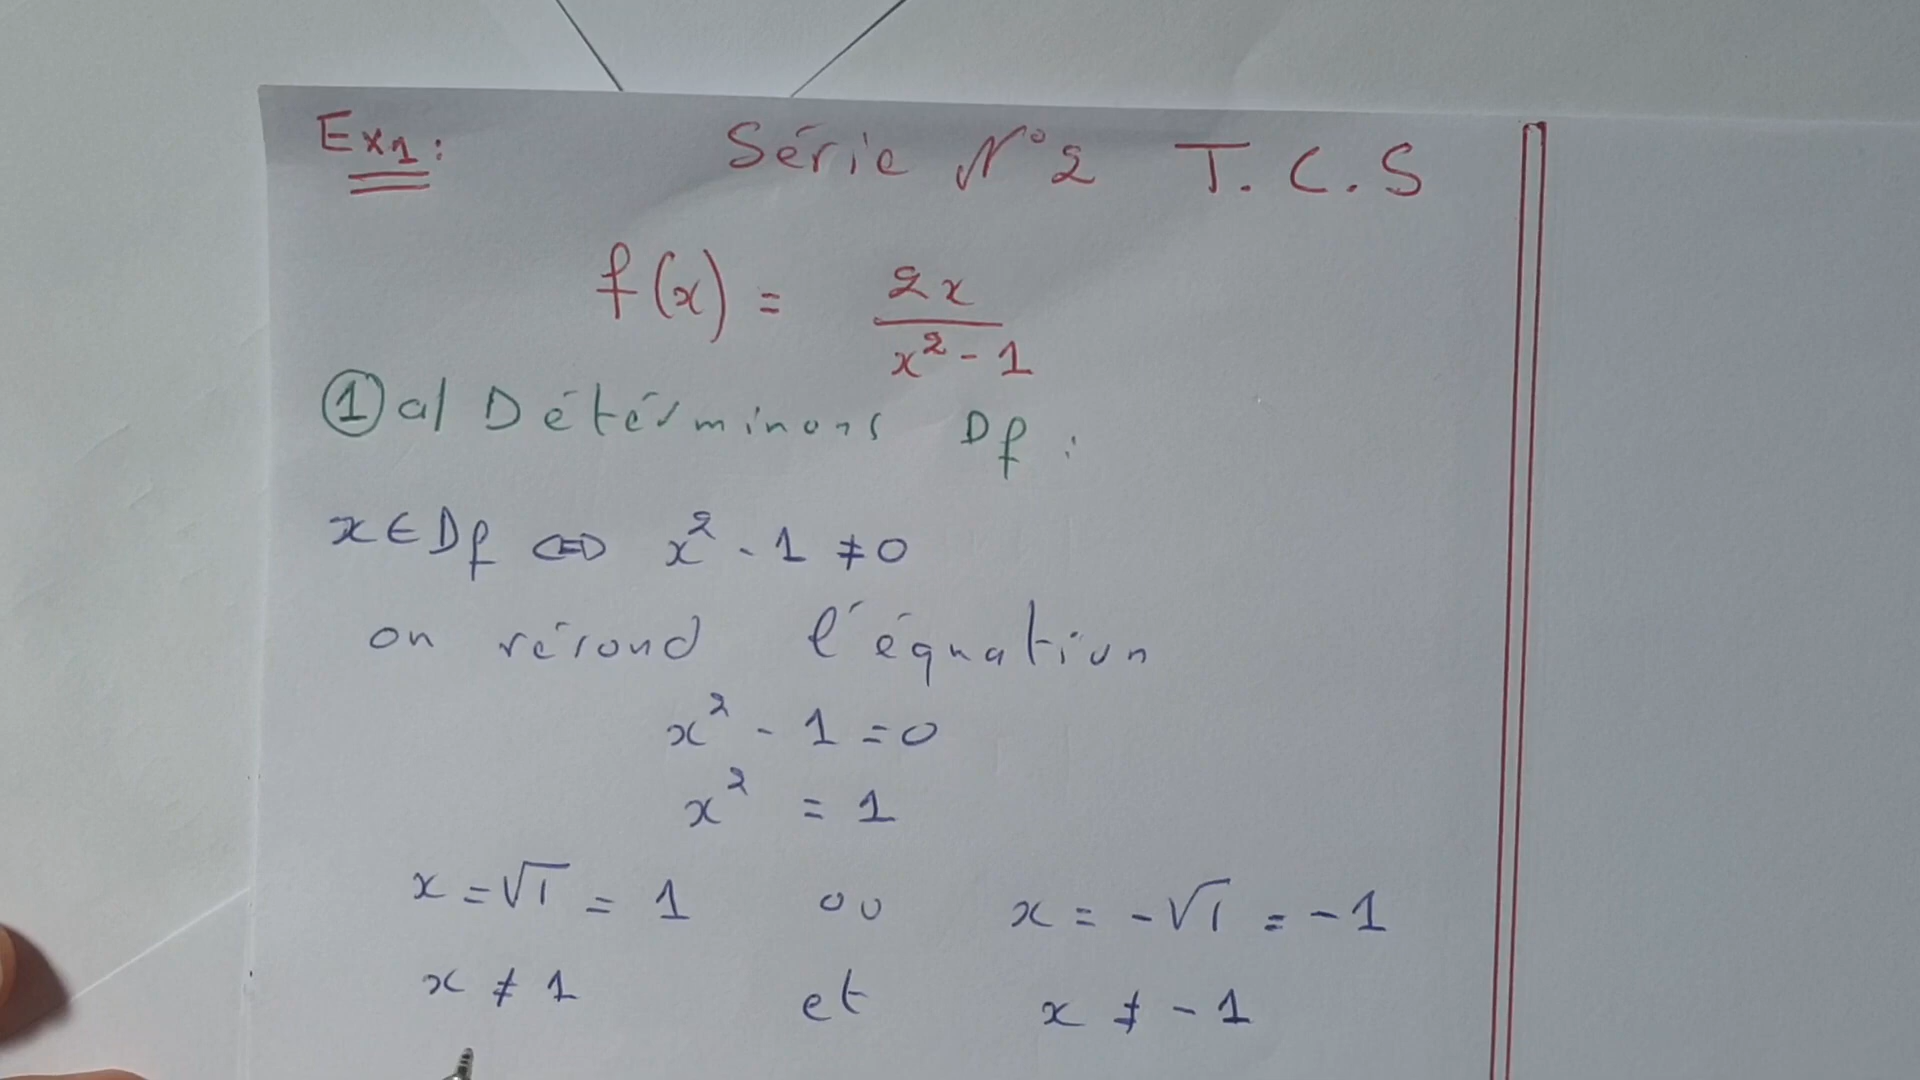 Ex1: Série N°2 T.C.S
f(x) = 2x / x² - 1
① a/ Détérminons Df :
x ∈ Df ⇔ x² - 1 ≠ 0
on résoud l'équation
x² - 1 = 0
x² = 1
x = √1 = 1 ou x = -√1 = -1
x ≠ 1 et x ≠ -1